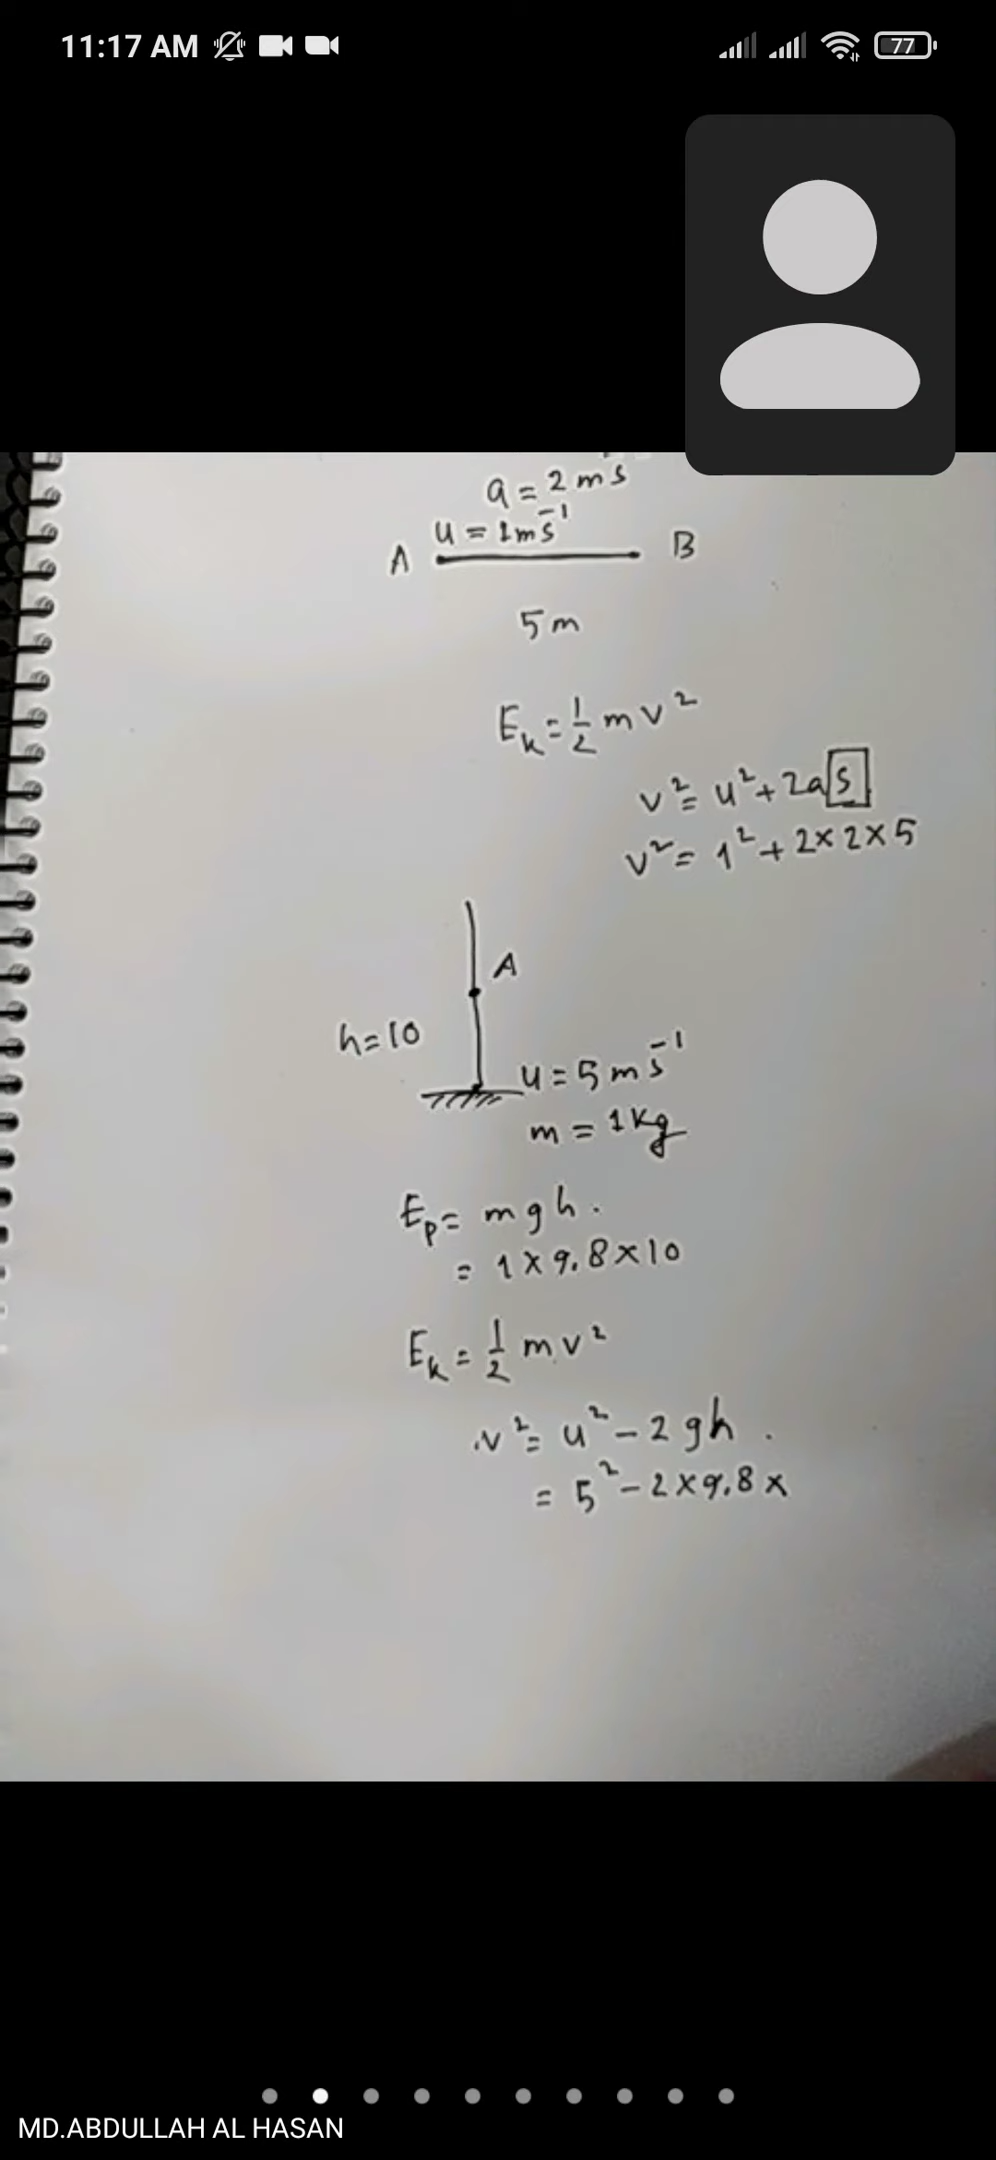 11:17 AM
77
a = 2 ms
u = 1ms⁻¹
A B
5m
Eₖ = ½ mv²
v² = u² + 2as
v² = 1² + 2×2×5
A
h=10
u = 5ms⁻¹
m = 1kg
Eₚ = mgh.
= 1×9.8×10
Eₖ = ½ mv²
v² = u² - 2gh.
= 5² - 2×9.8×
MD.ABDULLAH AL HASAN